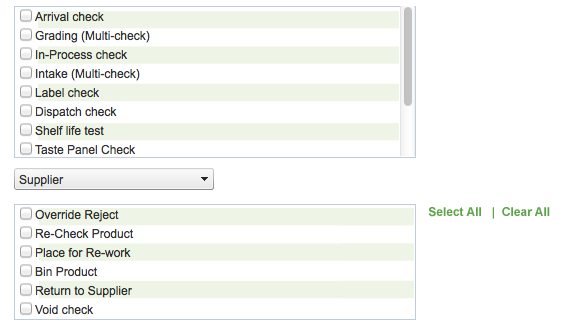 Arrival check
Grading (Multi-check)
In-Process check
Intake (Multi-check)
Label check
Dispatch check
Shelf life test
Taste Panel Check
Supplier
Override Reject
Select All | Clear All
Re-Check Product
Place for Re-work
Bin Product
Return to Supplier
Void check